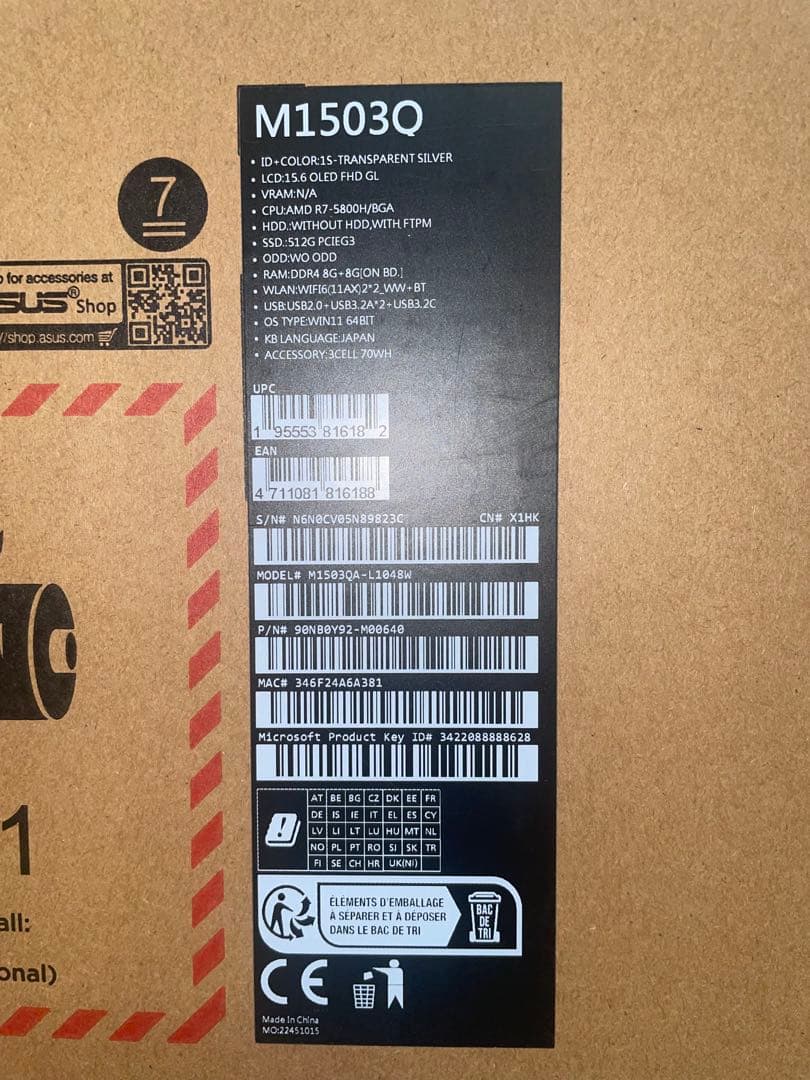 M1503Q
• ID+COLOR:1S-TRANSPARENT SILVER
• LCD:15.6 OLED FHD GL
• VRAM:N/A
• CPU:AMD R7-5800H/BGA
• HDD.:WITHOUT HDD,WITH FTPM
• SSD.:512G PCIEG3
• ODD:WO ODD
• RAM:DDR4 8G+8G[ON BD.]
• WLAN:WIFI6(11AX)2*2_WW+BT
• USB:USB2.0+USB3.2A*2+USB3.2C
• OS TYPE:WIN11 64BIT
• KB LANGUAGE:JAPAN
• ACCESSORY:3CELL 70WH
UPC
1 95553 81618 2
EAN
4 711081 816188
S/N# N6N0CV05N89823C CN# X1HK
MODEL# M1503QA-L1048W
P/N# 90NB0Y92-M00640
MAC# 346F24A6A381
Microsoft Product Key ID# 3422088888628
AT BE BG CZ DK EE FR
DE IS IE IT EL ES CY
LV LI LT LU HU MT NL
NO PL PT RO SI SK TR
FI SE CH HR UK(NI)
ÉLÉMENTS D'EMBALLAGE
À SÉPARER ET À DÉPOSER
DANS LE BAC DE TRI
BAC
DE
TRI
CE
Made In China
MO:22451015
7
for accessories at
SUS® Shop
//shop.asus.com
1
all:
onal)